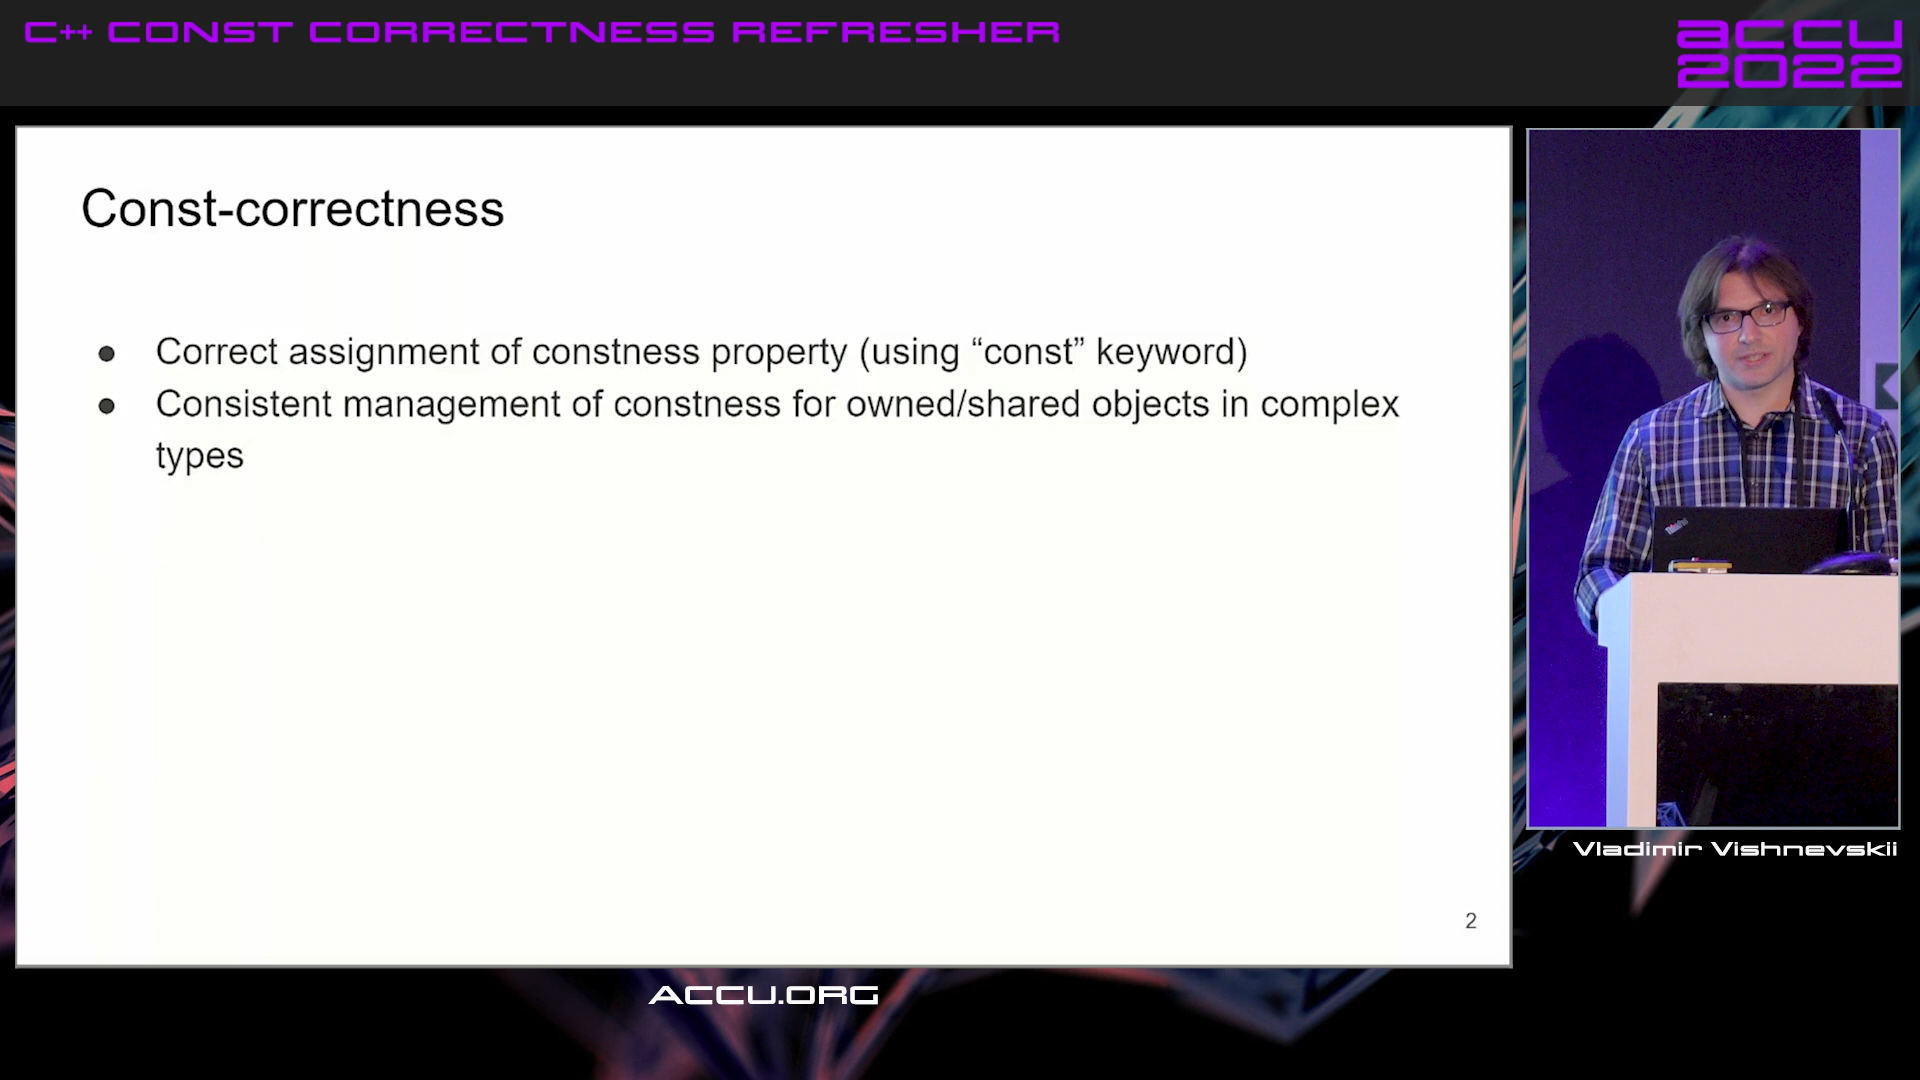 C++ CONST CORRECTNESS REFRESHER
accu
2022
Const-correctness
● Correct assignment of constness property (using “const” keyword)
● Consistent management of constness for owned/shared objects in complex
types
2
ThinkPad
Vladimir Vishnevskii
ACCU.ORG